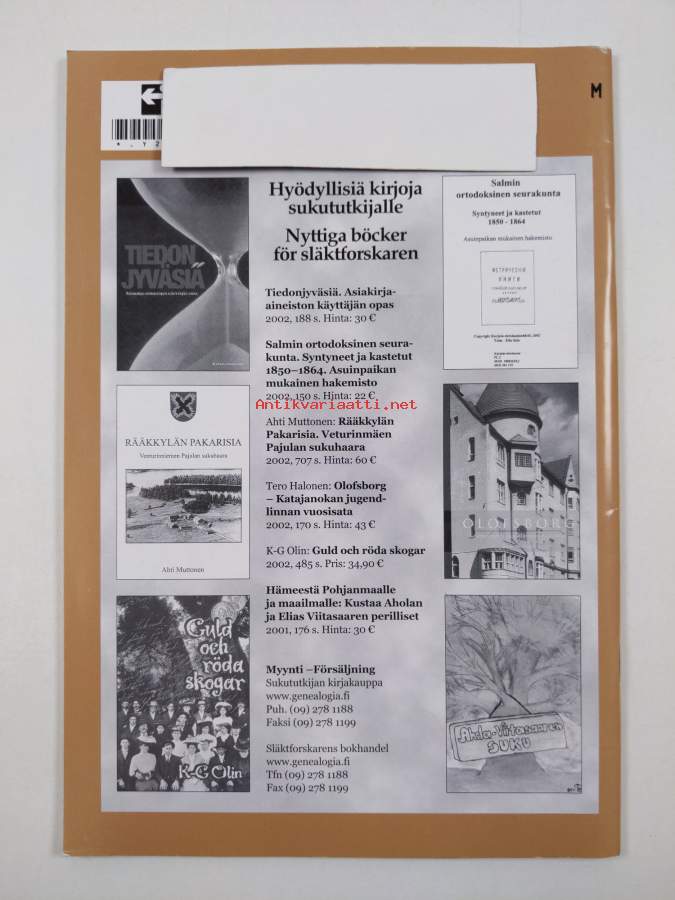 M
Hyödyllisiä kirjoja
sukututkijalle
Nyttiga böcker
för släktforskaren
Tiedonjyväsiä. Asiakirja-
aineiston käyttäjän opas
2002, 188 s. Hinta: 30 €
Salmin ortodoksinen seura-
kunta. Syntyneet ja kastetut
1850–1864. Asuinpaikan
mukainen hakemisto
2002, 150 s. Hinta: 22 €
Antikvariaatti.net
Ahti Muttonen: Rääkkylän
Pakarisia. Veturinmäen
Pajulan sukuhaara
2002, 707 s. Hinta: 60 €
Tero Halonen: Olofsborg
– Katajanokan jugend-
linnan vuosisata
2002, 170 s. Hinta: 43 €
K-G Olin: Guld och röda skogar
2002, 485 s. Pris: 34,90 €
Hämeestä Pohjanmaalle
ja maailmalle: Kustaa Aholan
ja Elias Viitasaaren perilliset
2001, 176 s. Hinta: 30 €
Myynti –Försäljning
Sukututkijan kirjakauppa
www.genealogia.fi
Puh. (09) 278 1188
Faksi (09) 278 1199
Släktforskarens bokhandel
www.genealogia.fi
Tfn (09) 278 1188
Fax (09) 278 1199
TIEDON
JYVÄSIÄ
RÄÄKKYLÄN PAKARISIA
Veturinniemen Pajulan sukuhaara
Ahti Muttonen
Guld
och
röda
skogar
K-G Olin
Salmin
ortodoksinen seurakunta
Syntyneet ja kastetut
1850 - 1864
Asuinpaikan mukainen hakemisto
OLOFSBORG
Ahola-Viitasaaren
SUKU